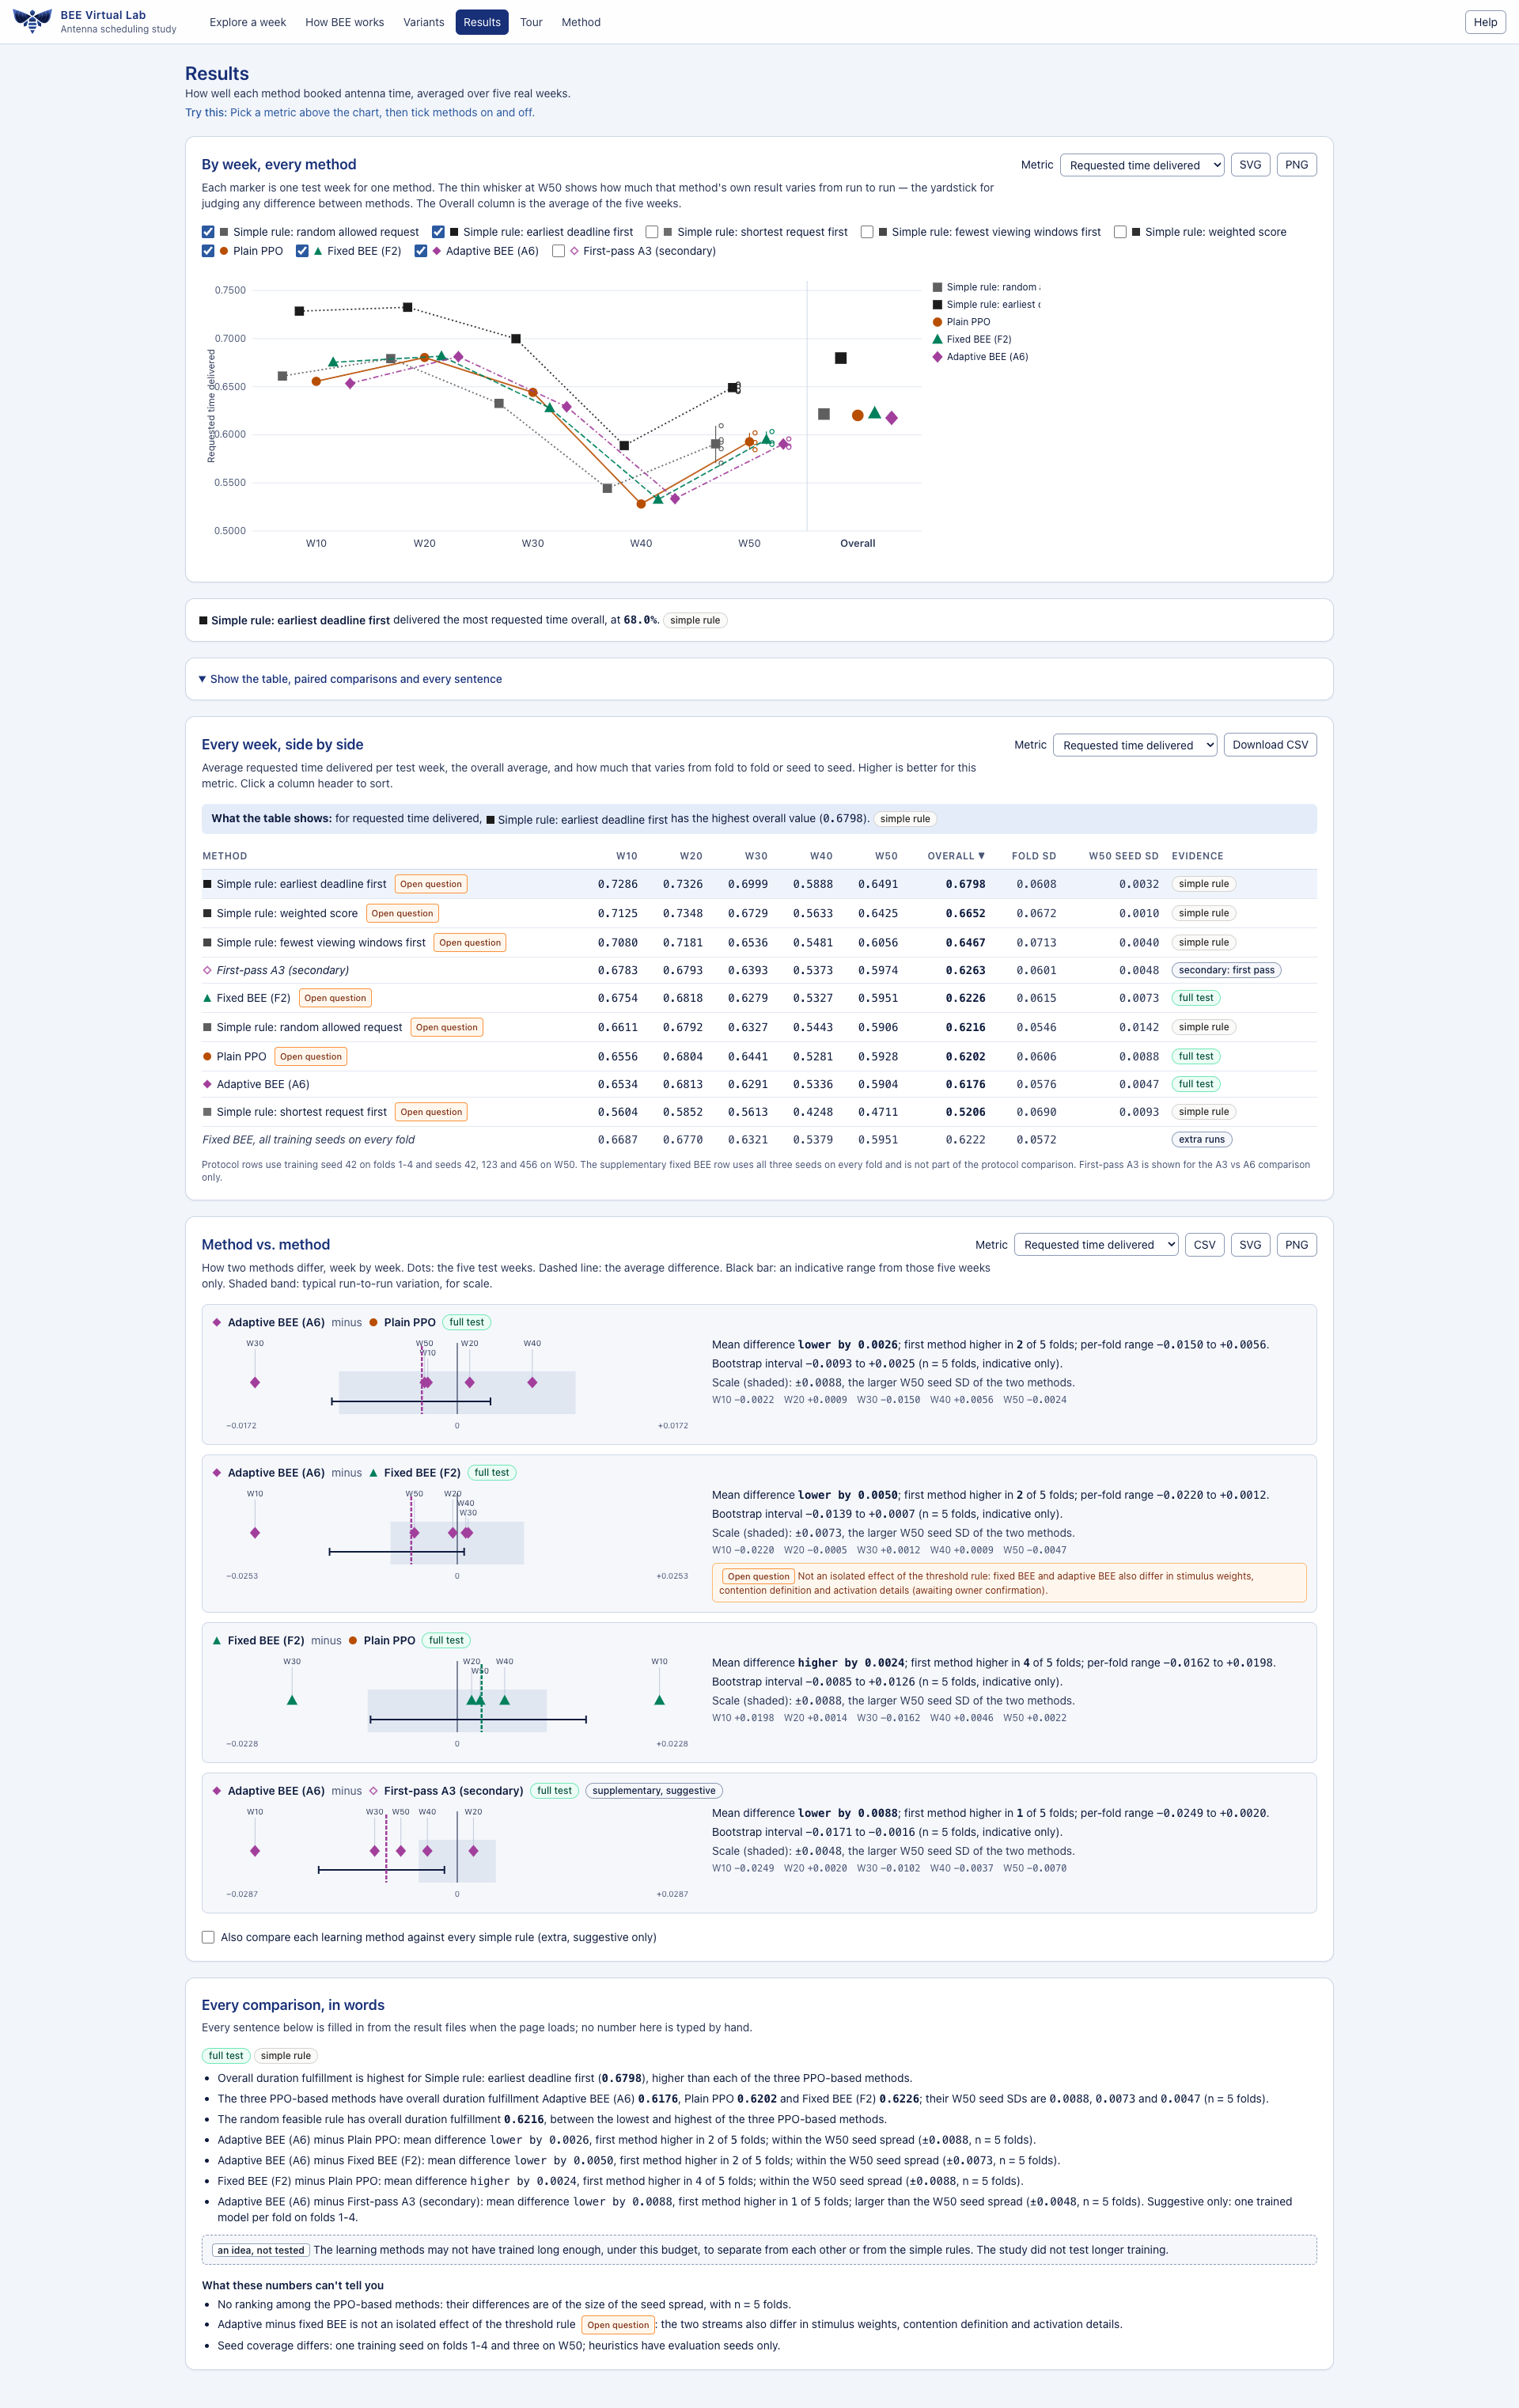 BEE Virtual Lab
Antenna scheduling study
Explore a week
How BEE works
Variants
Results
Tour
Method
Help
Results
How well each method booked antenna time, averaged over five real weeks.
Try this: Pick a metric above the chart, then tick methods on and off.
By week, every method
Metric
Requested time delivered
SVG
PNG
Each marker is one test week for one method. The thin whisker at W50 shows how much that method's own result varies from run to run — the yardstick for
judging any difference between methods. The Overall column is the average of the five weeks.
Simple rule: random allowed request
Simple rule: earliest deadline first
Simple rule: shortest request first
Simple rule: fewest viewing windows first
Simple rule: weighted score
Plain PPO
Fixed BEE (F2)
Adaptive BEE (A6)
First-pass A3 (secondary)
Requested time delivered
0.7500
0.7000
0.6500
0.6000
0.5500
0.5000
W10
W20
W30
W40
W50
Overall
Simple rule: random
Simple rule: earliest
Plain PPO
Fixed BEE (F2)
Adaptive BEE (A6)
Simple rule: earliest deadline first delivered the most requested time overall, at 68.0%. simple rule
▼ Show the table, paired comparisons and every sentence
Every week, side by side
Metric
Requested time delivered
Download CSV
Average requested time delivered per test week, the overall average, and how much that varies from fold to fold or seed to seed. Higher is better for this
metric. Click a column header to sort.
What the table shows: for requested time delivered, Simple rule: earliest deadline first has the highest overall value (0.6798). simple rule
METHOD W10 W20 W30 W40 W50 OVERALL ▼ FOLD SD W50 SEED SD EVIDENCE
Simple rule: earliest deadline first Open question 0.7286 0.7326 0.6999 0.5888 0.6491 0.6798 0.0608 0.0032 simple rule
Simple rule: weighted score Open question 0.7125 0.7348 0.6729 0.5633 0.6425 0.6652 0.0672 0.0010 simple rule
Simple rule: fewest viewing windows first Open question 0.7080 0.7181 0.6536 0.5481 0.6056 0.6467 0.0713 0.0040 simple rule
First-pass A3 (secondary) 0.6783 0.6793 0.6393 0.5373 0.5974 0.6263 0.0601 0.0048 secondary: first pass
Fixed BEE (F2) Open question 0.6754 0.6818 0.6279 0.5327 0.5951 0.6226 0.0615 0.0073 full test
Simple rule: random allowed request Open question 0.6611 0.6792 0.6327 0.5443 0.5906 0.6216 0.0546 0.0142 simple rule
Plain PPO Open question 0.6556 0.6804 0.6441 0.5281 0.5928 0.6202 0.0606 0.0088 full test
Adaptive BEE (A6) 0.6534 0.6813 0.6291 0.5336 0.5904 0.6176 0.0576 0.0047 full test
Simple rule: shortest request first Open question 0.5604 0.5852 0.5613 0.4248 0.4711 0.5206 0.0690 0.0093 simple rule
Fixed BEE, all training seeds on every fold 0.6687 0.6770 0.6321 0.5379 0.5951 0.6222 0.0572 extra runs
Protocol rows use training seed 42 on folds 1-4 and seeds 42, 123 and 456 on W50. The supplementary fixed BEE row uses all three seeds on every fold and is not part of the protocol comparison. First-pass A3 is shown for the A3 vs A6 comparison
only.
Method vs. method
Metric
Requested time delivered
CSV
SVG
PNG
How two methods differ, week by week. Dots: the five test weeks. Dashed line: the average difference. Black bar: an indicative range from those five weeks
only. Shaded band: typical run-to-run variation, for scale.
Adaptive BEE (A6) minus Plain PPO full test
W30 W50 W20 W40
W10
−0.0172 0 +0.0172
Mean difference lower by 0.0026; first method higher in 2 of 5 folds; per-fold range −0.0150 to +0.0056.
Bootstrap interval −0.0093 to +0.0025 (n = 5 folds, indicative only).
Scale (shaded): ±0.0088, the larger W50 seed SD of the two methods.
W10 −0.0022 W20 +0.0009 W30 −0.0150 W40 +0.0056 W50 −0.0024
Adaptive BEE (A6) minus Fixed BEE (F2) full test
W10 W50 W20
W40
W30
−0.0253 0 +0.0253
Mean difference lower by 0.0050; first method higher in 2 of 5 folds; per-fold range −0.0220 to +0.0012.
Bootstrap interval −0.0139 to +0.0007 (n = 5 folds, indicative only).
Scale (shaded): ±0.0073, the larger W50 seed SD of the two methods.
W10 −0.0220 W20 −0.0005 W30 +0.0012 W40 +0.0009 W50 −0.0047
Open question Not an isolated effect of the threshold rule: fixed BEE and adaptive BEE also differ in stimulus weights,
contention definition and activation details (awaiting owner confirmation).
Fixed BEE (F2) minus Plain PPO full test
W30 W20 W40 W10
W50
−0.0228 0 +0.0228
Mean difference higher by 0.0024; first method higher in 4 of 5 folds; per-fold range −0.0162 to +0.0198.
Bootstrap interval −0.0085 to +0.0126 (n = 5 folds, indicative only).
Scale (shaded): ±0.0088, the larger W50 seed SD of the two methods.
W10 +0.0198 W20 +0.0014 W30 −0.0162 W40 +0.0046 W50 +0.0022
Adaptive BEE (A6) minus First-pass A3 (secondary) full test supplementary, suggestive
W10 W30 W50 W40 W20
−0.0287 0 +0.0287
Mean difference lower by 0.0088; first method higher in 1 of 5 folds; per-fold range −0.0249 to +0.0020.
Bootstrap interval −0.0171 to −0.0016 (n = 5 folds, indicative only).
Scale (shaded): ±0.0048, the larger W50 seed SD of the two methods.
W10 −0.0249 W20 +0.0020 W30 −0.0102 W40 −0.0037 W50 −0.0070
Also compare each learning method against every simple rule (extra, suggestive only)
Every comparison, in words
Every sentence below is filled in from the result files when the page loads; no number here is typed by hand.
full test simple rule
• Overall duration fulfillment is highest for Simple rule: earliest deadline first (0.6798), higher than each of the three PPO-based methods.
• The three PPO-based methods have overall duration fulfillment Adaptive BEE (A6) 0.6176, Plain PPO 0.6202 and Fixed BEE (F2) 0.6226; their W50 seed SDs are 0.0088, 0.0073 and 0.0047 (n = 5 folds).
• The random feasible rule has overall duration fulfillment 0.6216, between the lowest and highest of the three PPO-based methods.
• Adaptive BEE (A6) minus Plain PPO: mean difference lower by 0.0026, first method higher in 2 of 5 folds; within the W50 seed spread (±0.0088, n = 5 folds).
• Adaptive BEE (A6) minus Fixed BEE (F2): mean difference lower by 0.0050, first method higher in 2 of 5 folds; within the W50 seed spread (±0.0073, n = 5 folds).
• Fixed BEE (F2) minus Plain PPO: mean difference higher by 0.0024, first method higher in 4 of 5 folds; within the W50 seed spread (±0.0088, n = 5 folds).
• Adaptive BEE (A6) minus First-pass A3 (secondary): mean difference lower by 0.0088, first method higher in 1 of 5 folds; larger than the W50 seed spread (±0.0048, n = 5 folds). Suggestive only: one trained
model per fold on folds 1-4.
an idea, not tested The learning methods may not have trained long enough, under this budget, to separate from each other or from the simple rules. The study did not test longer training.
What these numbers can't tell you
• No ranking among the PPO-based methods: their differences are of the size of the seed spread, with n = 5 folds.
• Adaptive minus fixed BEE is not an isolated effect of the threshold rule Open question: the two streams also differ in stimulus weights, contention definition and activation details.
• Seed coverage differs: one training seed on folds 1-4 and three on W50; heuristics have evaluation seeds only.